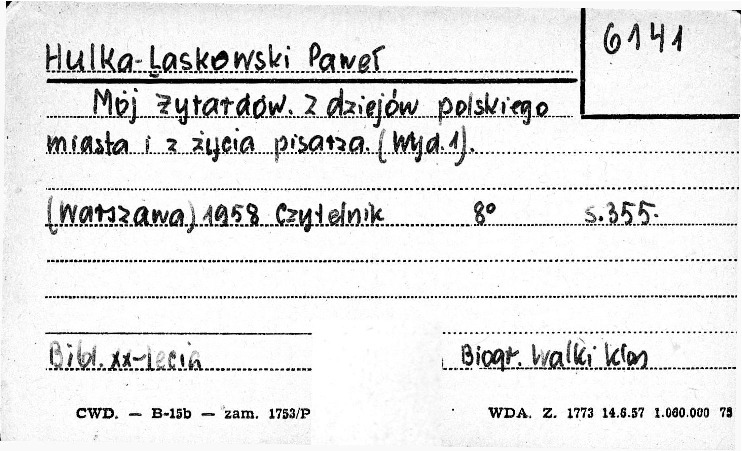 6141
Hulka-Laskowski Paweł
Mój Żyrardów. Z dziejów polskiego
miasta i z życia pisarza. (Wyd.1).
(Warszawa) 1958 Czytelnik 8° s.355.
Bibl. xx-lecia Biogr. Walki klas
CWD. — B-15b — zam. 1753/P WDA. Z. 1773 14.6.57 1.060.000 75